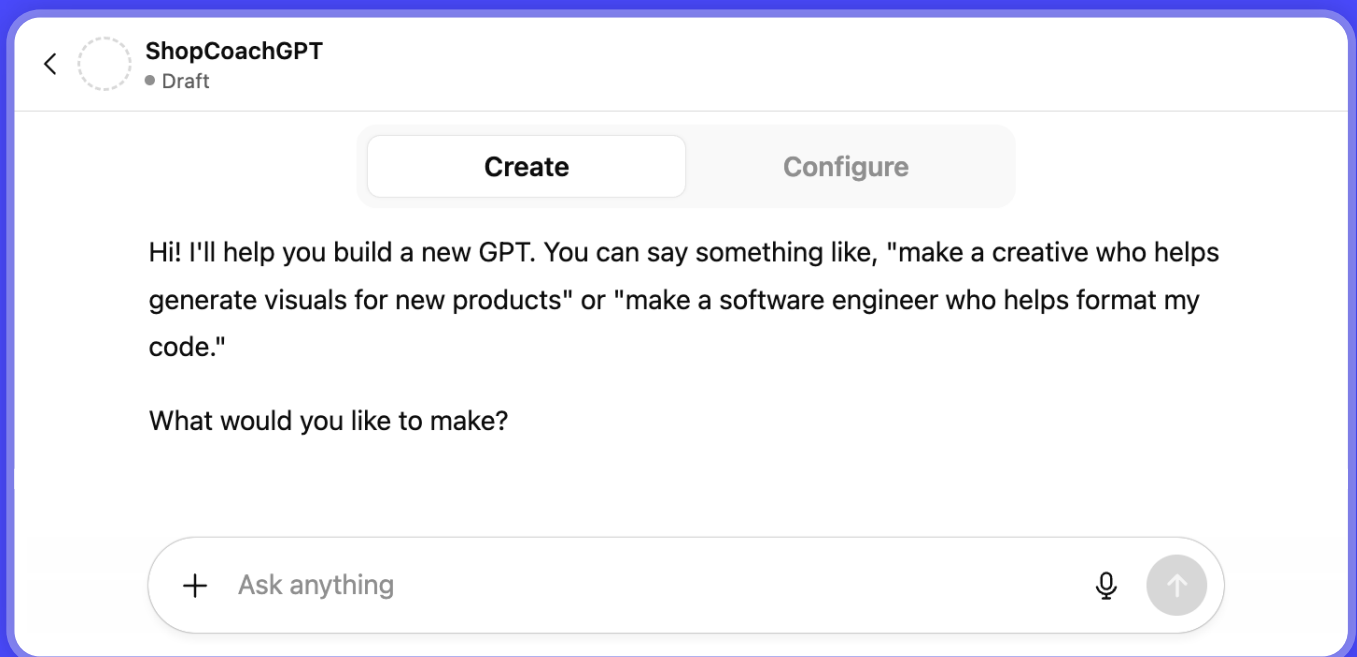 ShopCoachGPT
Draft
Create
Configure
Hi! I'll help you build a new GPT. You can say something like, "make a creative who helps
generate visuals for new products" or "make a software engineer who helps format my
code."
What would you like to make?
Ask anything